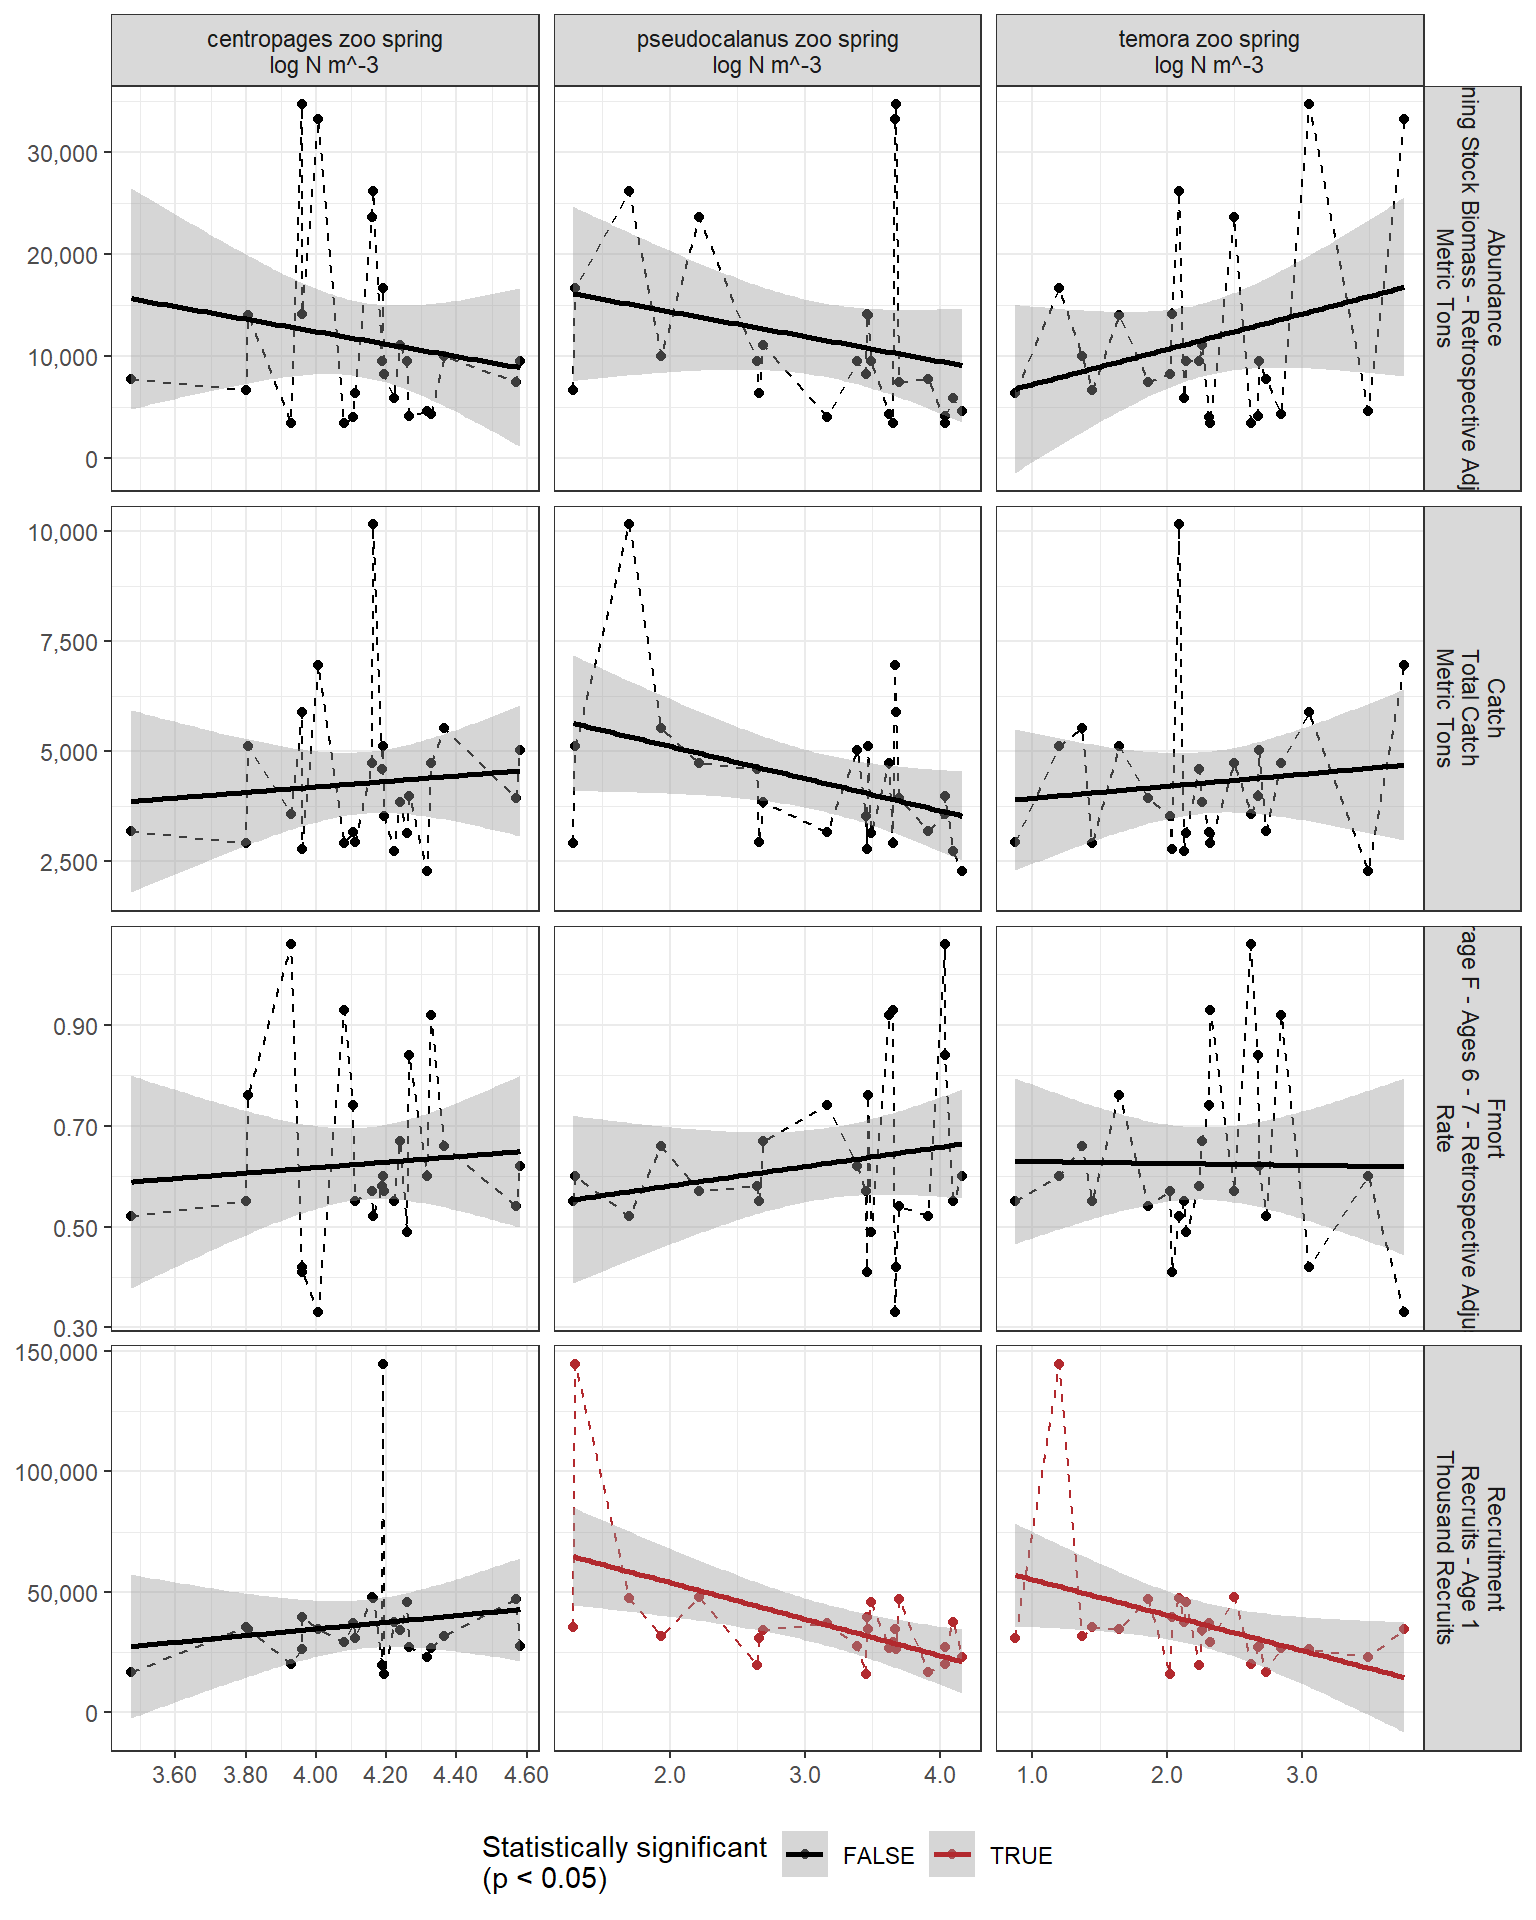 centropages zoo spring
log N m^-3
pseudocalanus zoo spring
log N m^-3
temora zoo spring
log N m^-3
30,000
20,000
10,000
0
Abundance
Stock Biomass - Retrospective
Metric Tons
10,000
7,500
5,000
2,500
Catch
Total Catch
Metric Tons
0.90
0.70
0.50
0.30
Fmort
F - Ages 6 - 7 - Retrospective
Rate
150,000
100,000
50,000
0
Recruitment
Recruits - Age 1
Thousand Recruits
3.60 3.80 4.00 4.20 4.40 4.60
2.0 3.0 4.0
1.0 2.0 3.0
Statistically significant
(p < 0.05)
FALSE
TRUE